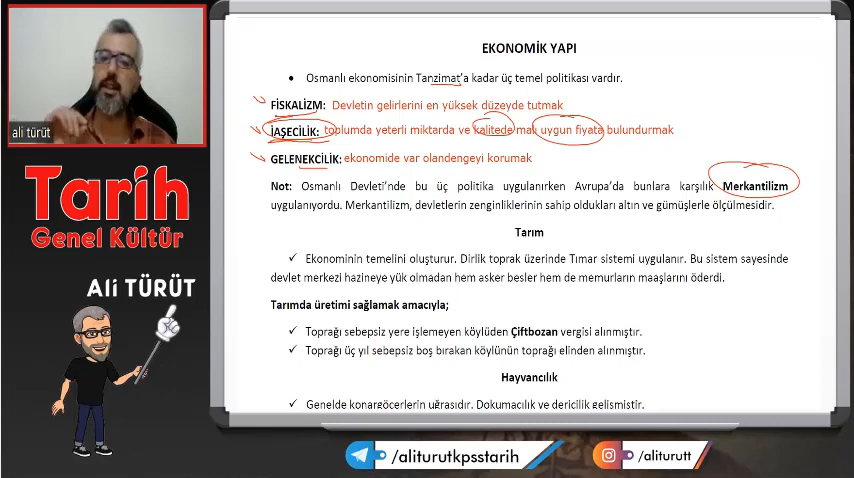 ali türüt
Tarih
Genel Kültür
Ali TÜRÜT
EKONOMİK YAPI
• Osmanlı ekonomisinin Tanzimat'a kadar üç temel politikası vardır.
FİSKALİZM: Devletin gelirlerini en yüksek düzeyde tutmak
İAŞECİLİK: toplumda yeterli miktarda ve kalitede malı uygun fiyata bulundurmak
GELENEKCİLİK: ekonomide var olandengeyi korumak
Not: Osmanlı Devleti'nde bu üç politika uygulanırken Avrupa'da bunlara karşılık Merkantilizm
uygulanıyordu. Merkantilizm, devletlerin zenginliklerinin sahip oldukları altın ve gümüşlerle ölçülmesidir.
Tarım
✓ Ekonominin temelini oluşturur. Dirlik toprak üzerinde Tımar sistemi uygulanır. Bu sistem sayesinde
devlet merkezi hazineye yük olmadan hem asker besler hem de memurların maaşlarını öderdi.
Tarımda üretimi sağlamak amacıyla;
✓ Toprağı sebepsiz yere işlemeyen köylüden Çiftbozan vergisi alınmıştır.
✓ Toprağı üç yıl sebepsiz boş bırakan köylünün toprağı elinden alınmıştır.
Hayvancılık
✓ Genelde konargöçerlerin uğraşıdır. Dokumacılık ve dericilik gelişmiştir.
/aliturutkpsstarih
/aliturutt